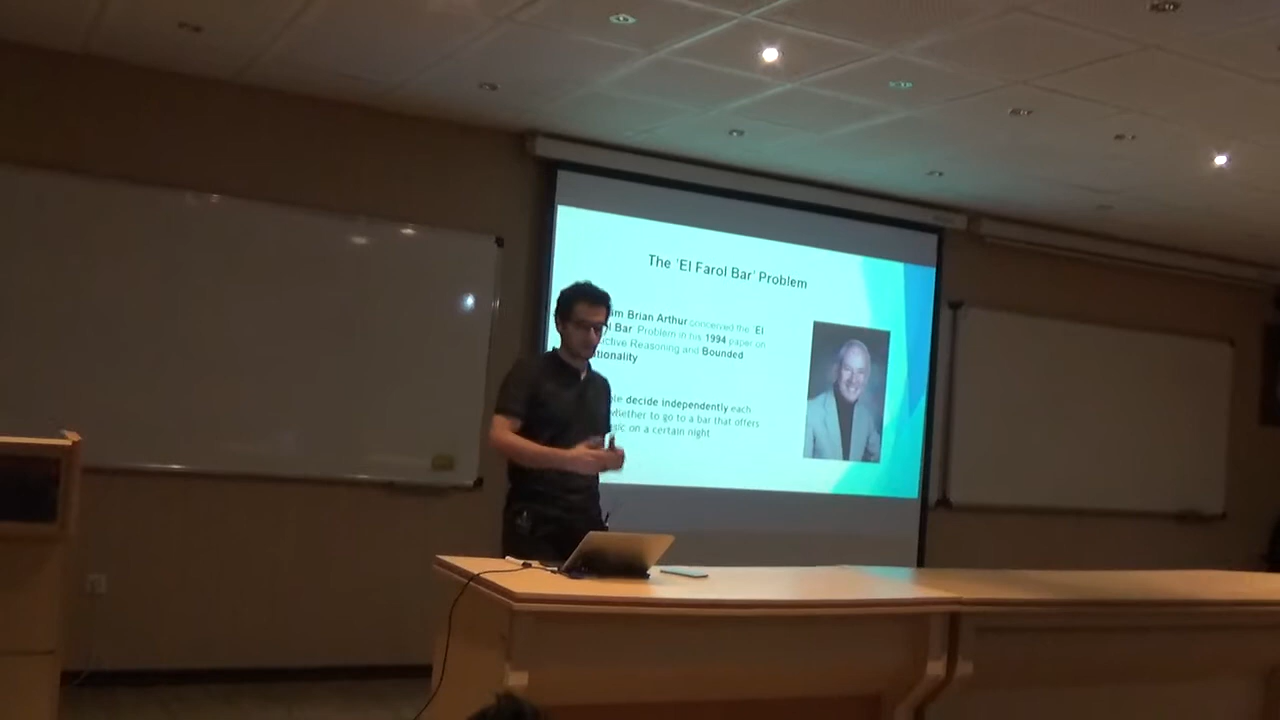 The 'El Farol Bar' Problem
Brian Arthur conceived the El
Bar Problem in his 1994 paper on
Reasoning and Bounded
decide independently each
whether to go to a bar that offers
on a certain night